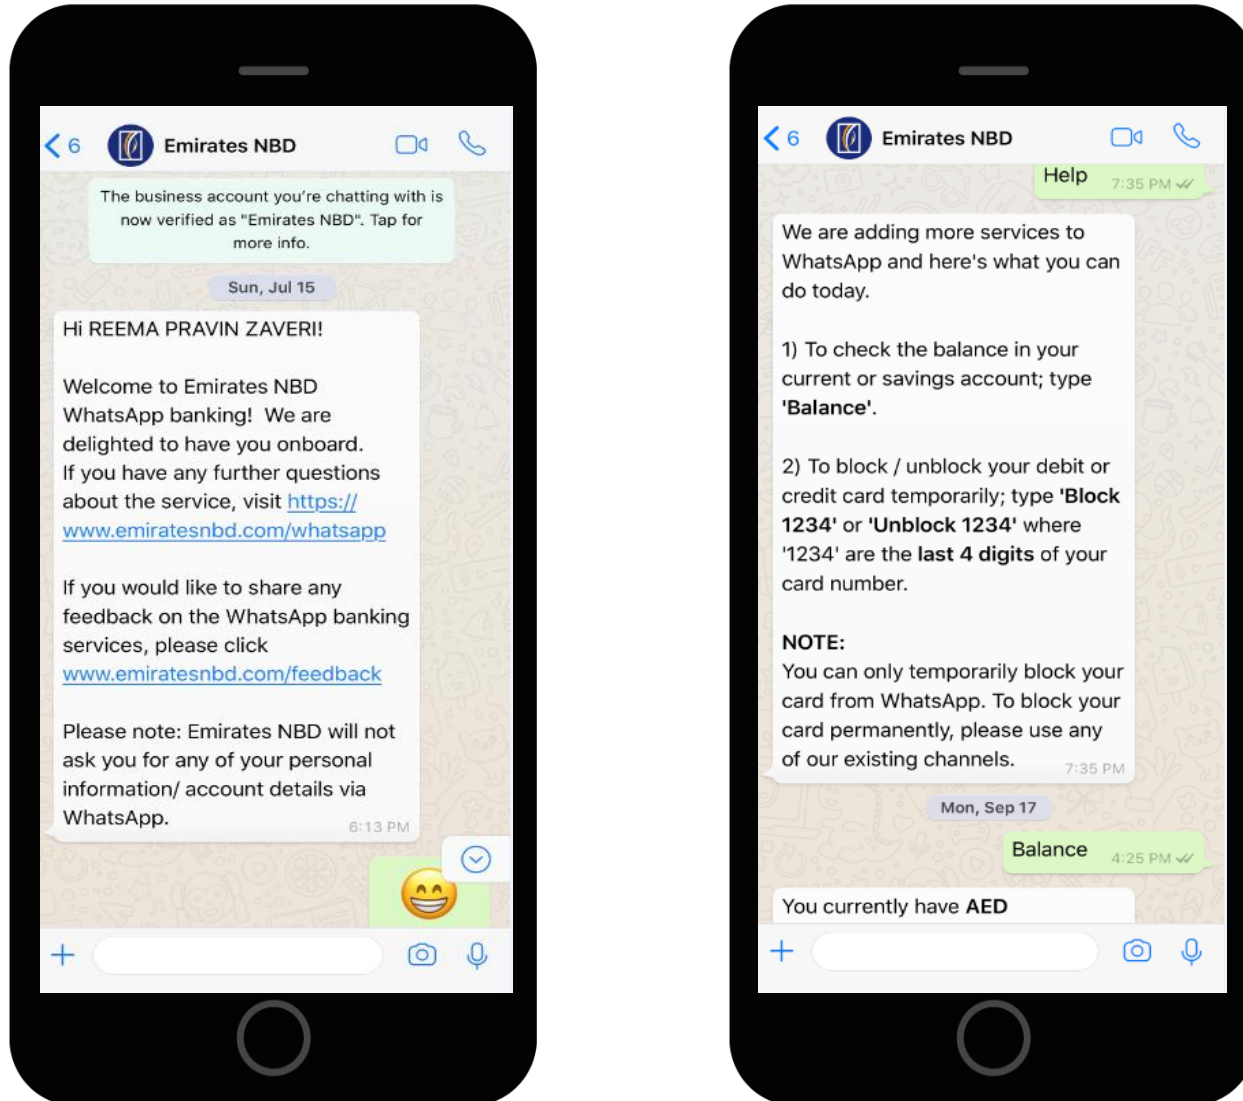 6
Emirates NBD
The business account you're chatting with is
now verified as "Emirates NBD". Tap for
more info.
Sun, Jul 15
Hi REEMA PRAVIN ZAVERI!
Welcome to Emirates NBD
WhatsApp banking!  We are
delighted to have you onboard.
If you have any further questions
about the service, visit https://
www.emiratesnbd.com/whatsapp
If you would like to share any
feedback on the WhatsApp banking
services, please click
www.emiratesnbd.com/feedback
Please note: Emirates NBD will not
ask you for any of your personal
information/ account details via
WhatsApp.
6:13 PM
6
Emirates NBD
Help
7:35 PM
We are adding more services to
WhatsApp and here's what you can
do today.
1) To check the balance in your
current or savings account; type
'Balance'.
2) To block / unblock your debit or
credit card temporarily; type 'Block
1234' or 'Unblock 1234' where
'1234' are the last 4 digits of your
card number.
NOTE:
You can only temporarily block your
card from WhatsApp. To block your
card permanently, please use any
of our existing channels.
7:35 PM
Mon, Sep 17
Balance
4:25 PM
You currently have AED